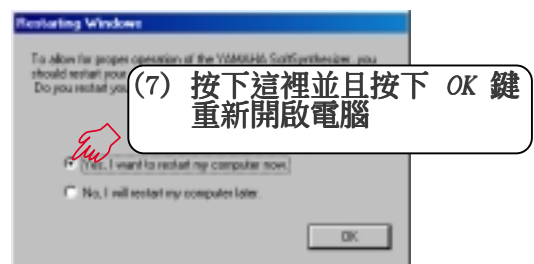 Restarting Windows
To allow for proper operation of the YAMAHA SoftSynthesizer, you
should restart your
Do you restart you
(7) 按下這裡並且按下 OK 鍵
重新開啟電腦
Yes, I want to restart my computer now.
No, I will restart my computer later.
OK